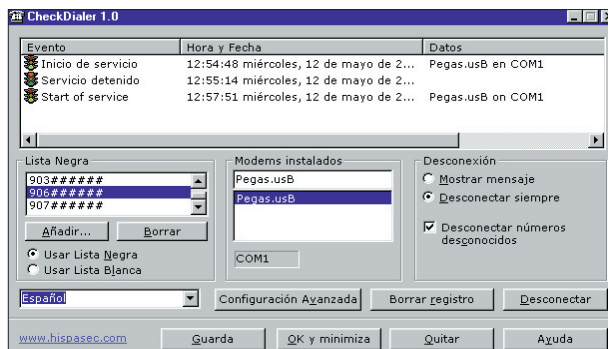 CheckDialer 1.0
Evento Hora y Fecha Datos
Inicio de servicio 12:54:48 miércoles, 12 de mayo de 2... Pegas.usB en COM1
Servicio detenido 12:55:14 miércoles, 12 de mayo de 2...
Start of service 12:57:51 miércoles, 12 de mayo de 2... Pegas.usB on COM1
Lista Negra
903######
906######
907######
Añadir... Borrar
Usar Lista Negra
Usar Lista Blanca
Modems instalados
Pegas.usB
Pegas.usB
COM1
Desconexión
Mostrar mensaje
Desconectar siempre
Desconectar números
desconocidos
Español Configuración Avanzada Borrar registro Desconectar
www.hispasec.com Guarda OK y minimiza Quitar Ayuda